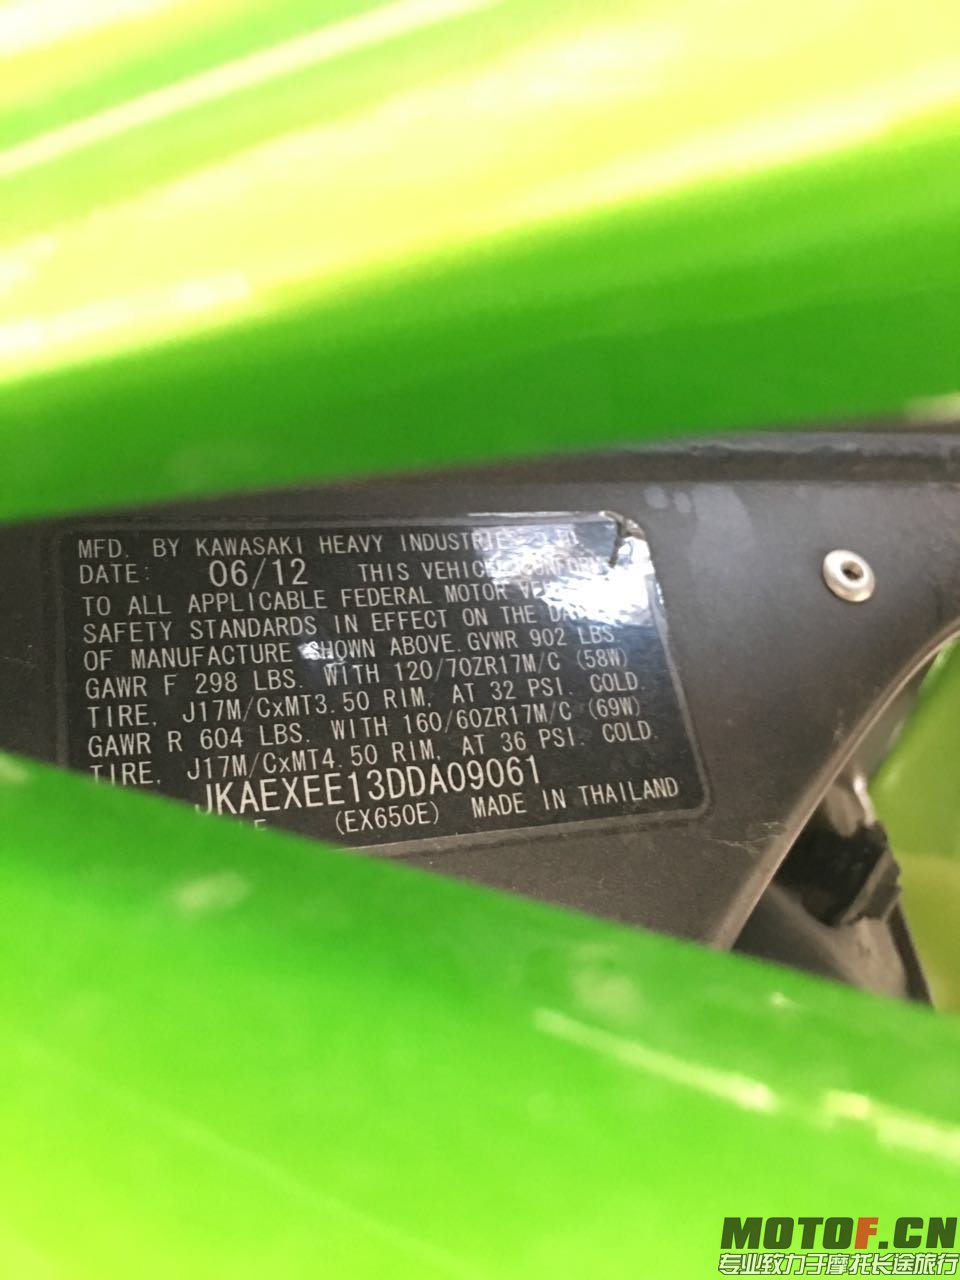 MFD. BY KAWASAKI HEAVY INDUSTRIES
DATE: 06/12 THIS VEHICLE CONFORMS
TO ALL APPLICABLE FEDERAL MOTOR
SAFETY STANDARDS IN EFFECT ON THE DATE
OF MANUFACTURE SHOWN ABOVE. GVWR 902 LBS.
GAWR F 298 LBS. WITH 120/70ZR17M/C (58W)
TIRE, J17M/CxMT3.50 RIM, AT 32 PSI. COLD.
GAWR R 604 LBS. WITH 160/60ZR17M/C (69W)
TIRE, J17M/CxMT4.50 RIM, AT 36 PSI. COLD.
JKAEXEE13DDA09061
(EX650E) MADE IN THAILAND
MOTOF.CN
专业致力于摩托长途旅行